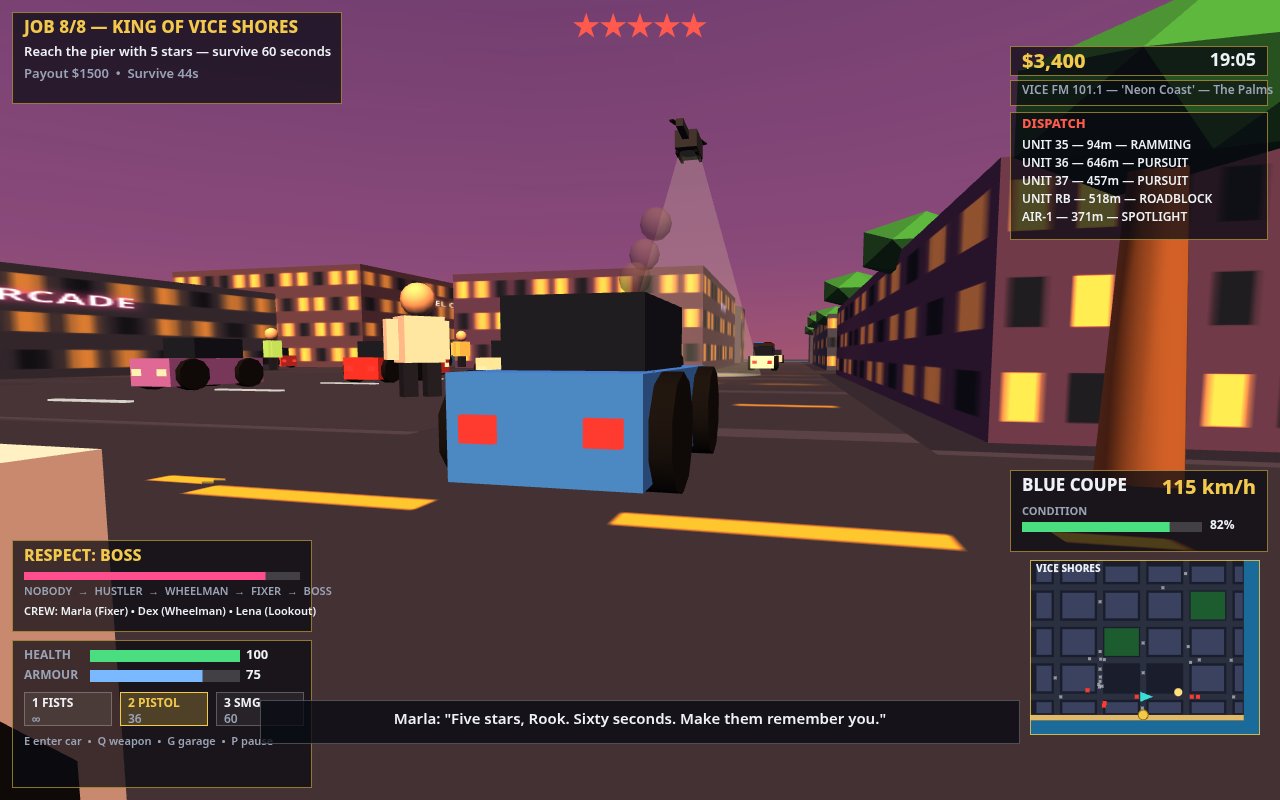 JOB 8/8 — KING OF VICE SHORES
Reach the pier with 5 stars — survive 60 seconds
Payout $1500 • Survive 44s
★★★★★
$3,400
19:05
VICE FM 101.1 — 'Neon Coast' — The Palms
DISPATCH
UNIT 35 — 94m — RAMMING
UNIT 36 — 646m — PURSUIT
UNIT 37 — 457m — PURSUIT
UNIT RB — 518m — ROADBLOCK
AIR-1 — 371m — SPOTLIGHT
RCADE
BLUE COUPE 115 km/h
CONDITION
82%
RESPECT: BOSS
NOBODY → HUSTLER → WHEELMAN → FIXER → BOSS
CREW: Marla (Fixer) • Dex (Wheelman) • Lena (Lookout)
VICE SHORES
HEALTH 100
ARMOUR 75
1 FISTS 2 PISTOL 3 SMG
∞ 36 60
E enter car • Q weapon • G garage • P pause
Marla: "Five stars, Rook. Sixty seconds. Make them remember you."